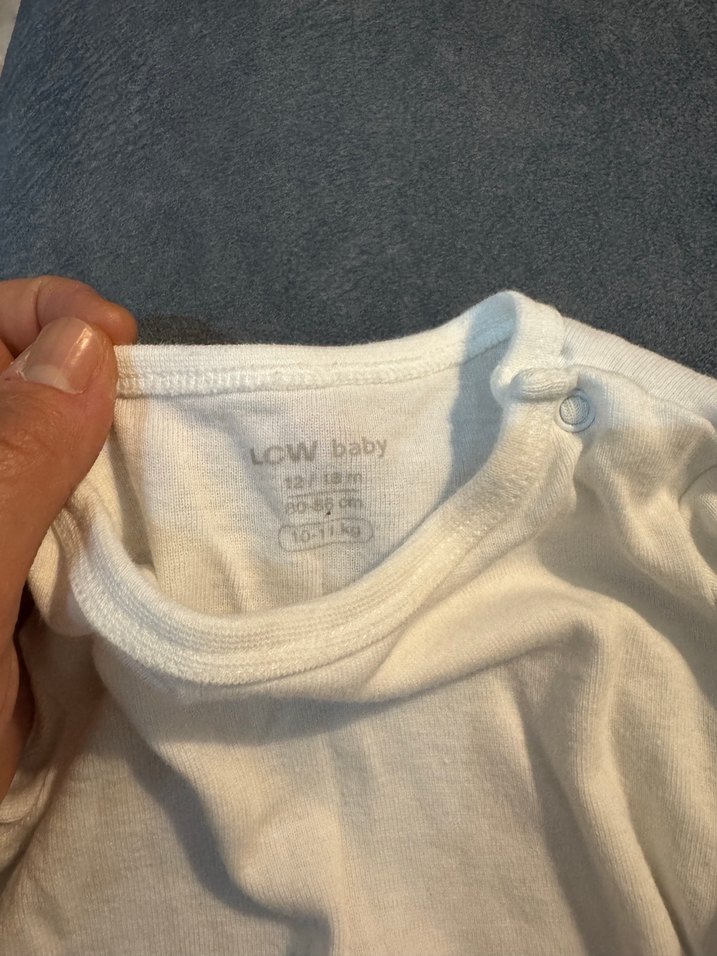 LCW baby
12 / 18 m
80-86 cm
10-11 kg